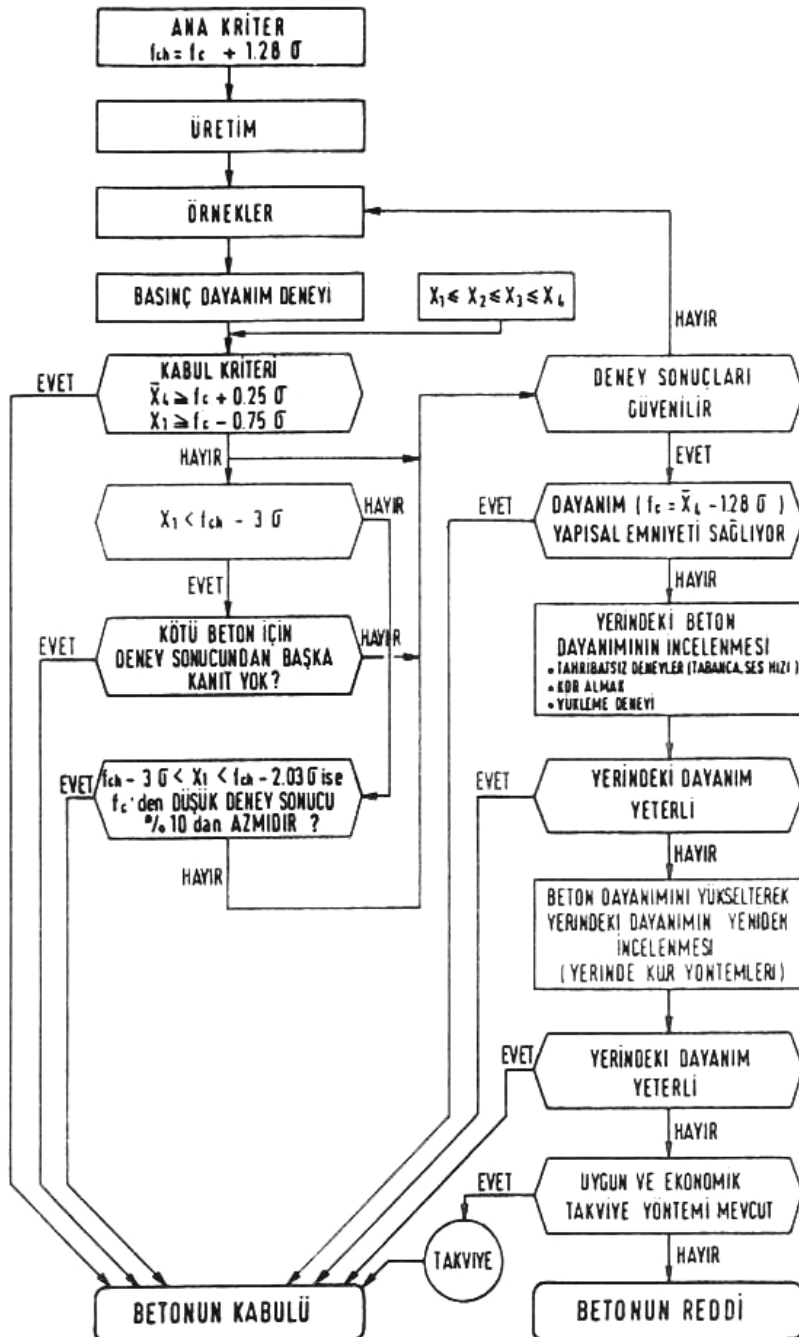 ANA KRİTER
fch = fc + 1.28 σ
ÜRETİM
ÖRNEKLER
BASINÇ DAYANIM DENEYİ
X1 ⩽ X2 ⩽ X3 ⩽ X4
EVET
KABUL KRİTERİ
X̄4 ⩾ fc + 0.25 σ
X1 ⩾ fc − 0.75 σ
HAYIR
X1 < fch − 3 σ
HAYIR
EVET
EVET
KÖTÜ BETON İÇİN
DENEY SONUCUNDAN BAŞKA
KANIT YOK ?
HAYIR
EVET
fch − 3 σ < X1 < fch − 2.03 σ ise
fc' den DÜŞÜK DENEY SONUCU
% 10 dan AZMIDIR ?
HAYIR
HAYIR
DENEY SONUÇLARI
GÜVENİLİR
EVET
EVET
DAYANIM ( fc = X̄4 − 1.28 σ )
YAPISAL EMNİYETİ SAĞLIYOR
HAYIR
YERİNDEKİ BETON
DAYANIMININ İNCELENMESİ
• TAHRİBATSIZ DENEYLER (TABANCA, SES HIZI )
• KOR ALMAK
• YÜKLEME DENEYİ
EVET
YERİNDEKİ DAYANIM
YETERLİ
HAYIR
BETON DAYANIMINI YÜKSELTEREK
YERİNDEKİ DAYANIMIN YENİDEN
İNCELENMESİ
( YERİNDE KÜR YÖNTEMLERİ )
EVET
YERİNDEKİ DAYANIM
YETERLİ
HAYIR
EVET
UYGUN VE EKONOMİK
TAKVİYE YÖNTEMİ MEVCUT
HAYIR
TAKVİYE
BETONUN KABULÜ
BETONUN REDDİ